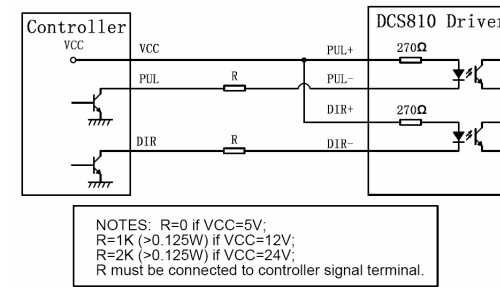 Controller
DCS810 Driver
VCC
VCC
PUL+
270Ω
PUL
R
PUL-
DIR+
270Ω
DIR
R
DIR-
NOTES: R=0 if VCC=5V;
R=1K (>0.125W) if VCC=12V;
R=2K (>0.125W) if VCC=24V;
R must be connected to controller signal terminal.